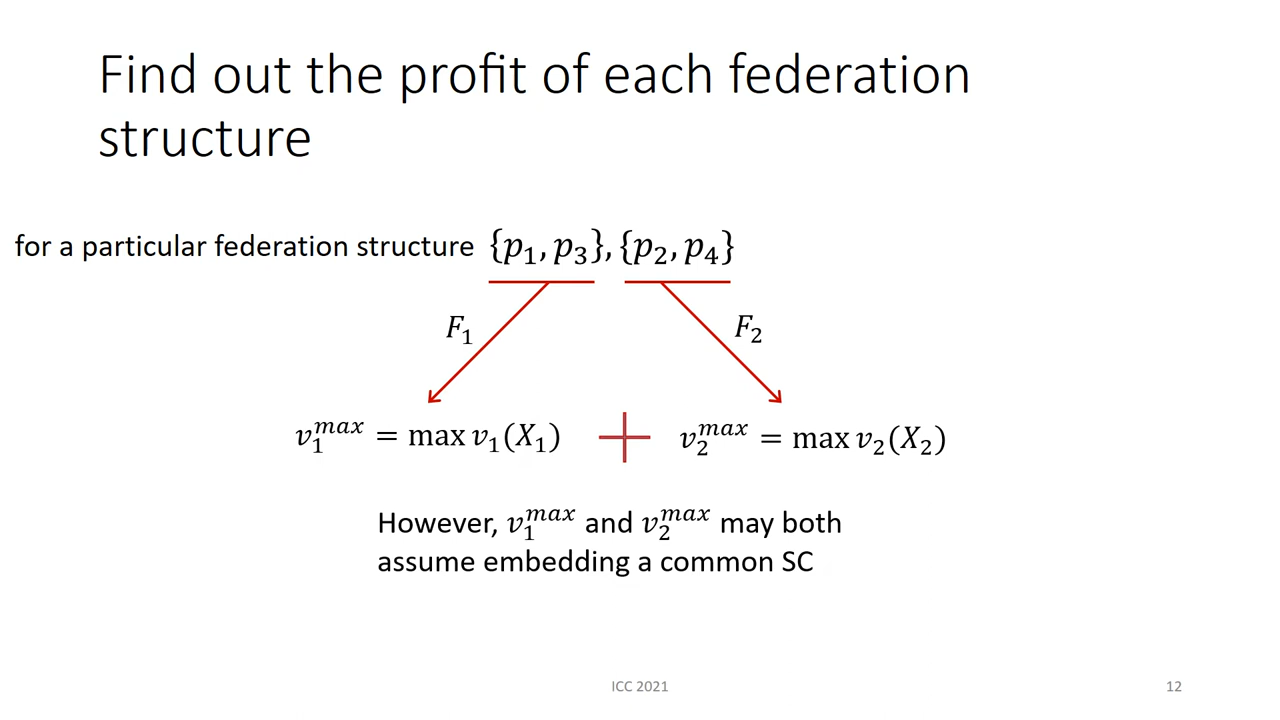 Find out the profit of each federation
structure
for a particular federation structure {p₁, p₃}, {p₂, p₄}
F₁
F₂
v₁ᵐᵃˣ = max v₁(X₁) + v₂ᵐᵃˣ = max v₂(X₂)
However, v₁ᵐᵃˣ and v₂ᵐᵃˣ may both
assume embedding a common SC
ICC 2021
12